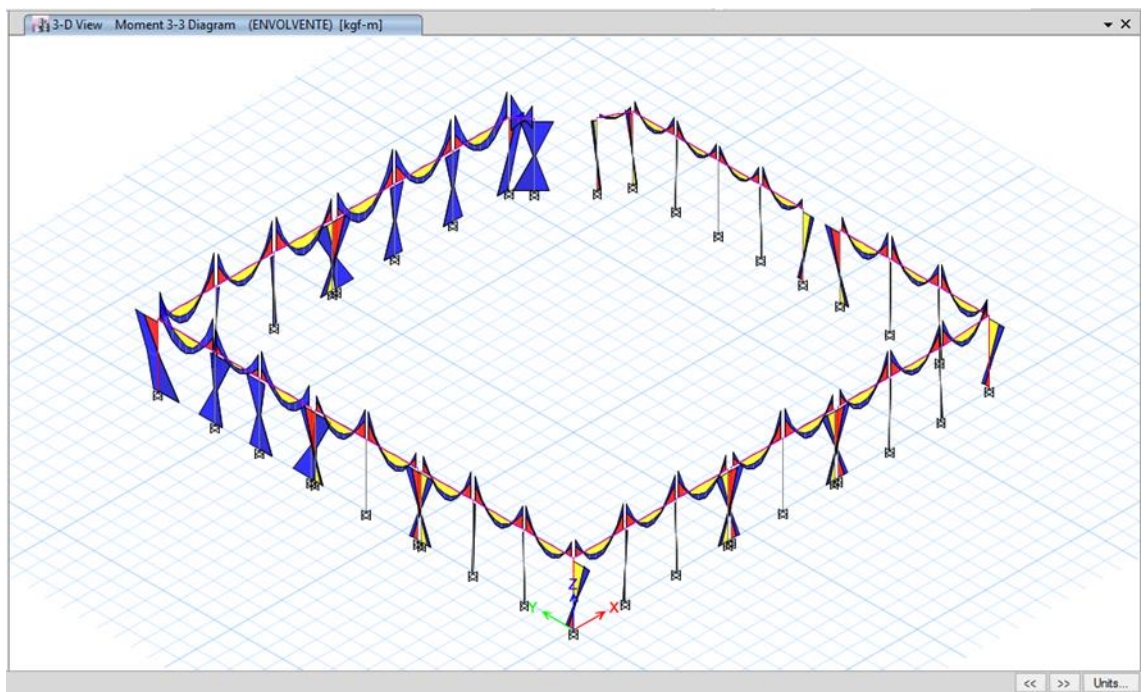 3-D View Moment 3-3 Diagram (ENVOLVENTE) [kgf-m]
Z
Y
X
<< >> Units...